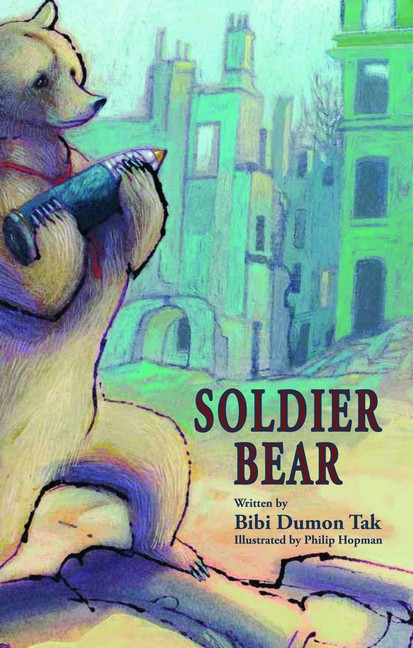 SOLDIER
BEAR
Written by
Bibi Dumon Tak
Illustrated by Philip Hopman